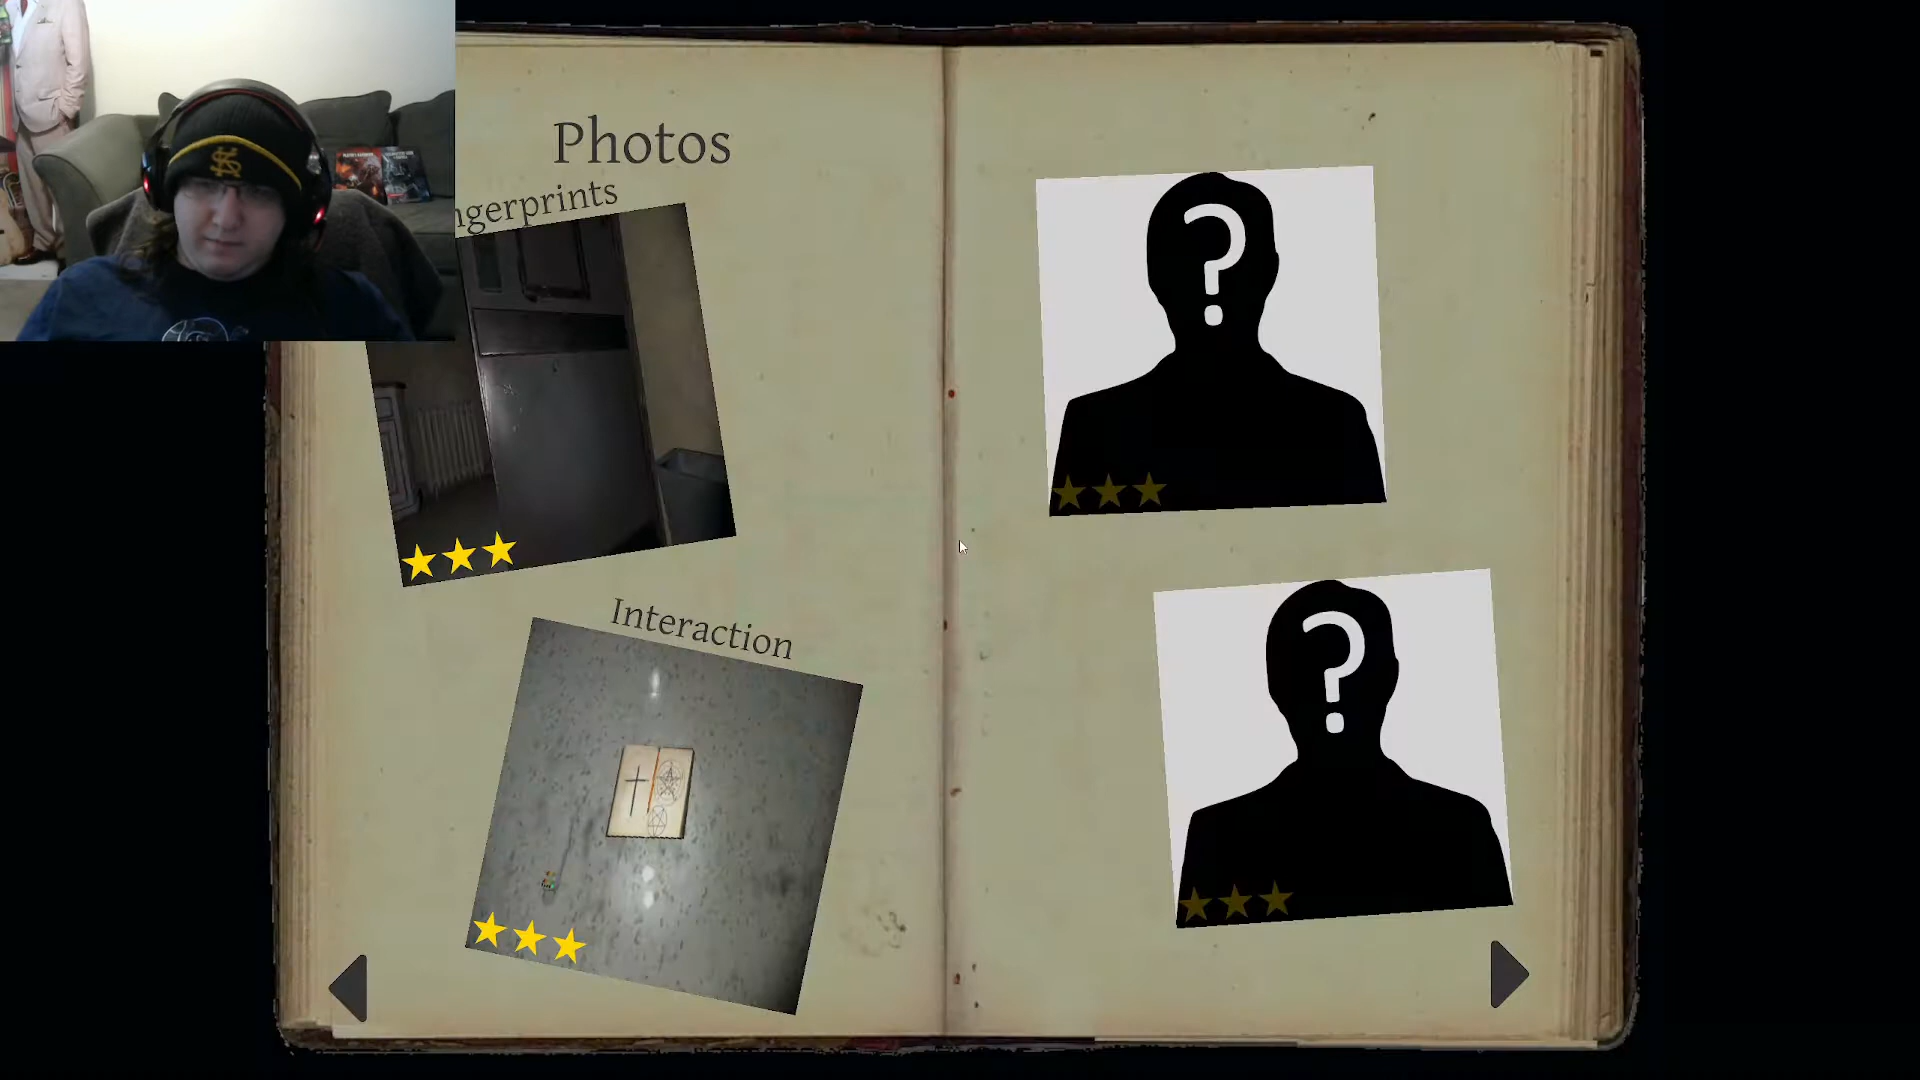 Photos
ngerprints
Interaction
?
?